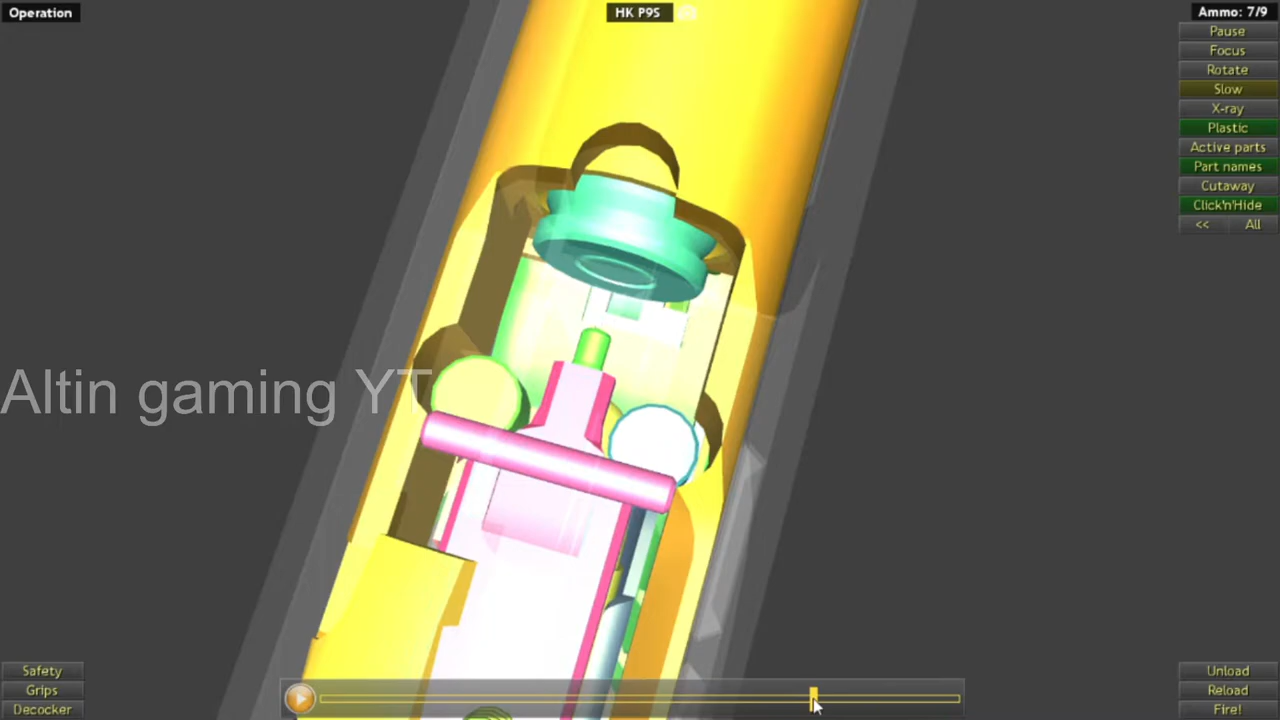 Operation
HK P9S
Ammo: 7/9
Pause
Focus
Rotate
Slow
X-ray
Plastic
Active parts
Part names
Cutaway
Click'n'Hide
<< All
Altin gaming YT
Safety
Grips
Decocker
Unload
Reload
Fire!